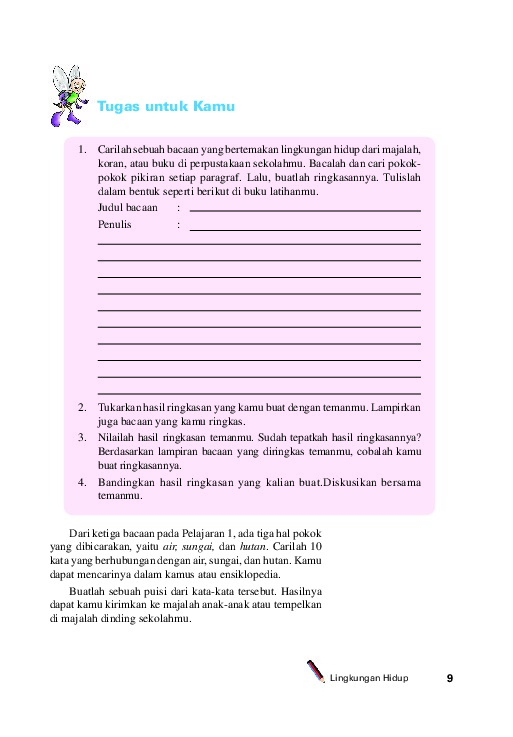 Tugas untuk Kamu
1. Carilah sebuah bacaan yang bertemakan lingkungan hidup dari majalah,
koran, atau buku di perpustakaan sekolahmu. Bacalah dan cari pokok-
pokok pikiran setiap paragraf. Lalu, buatlah ringkasannya. Tulislah
dalam bentuk seperti berikut di buku latihanmu.
Judul bacaan :
Penulis :
2. Tukarkan hasil ringkasan yang kamu buat dengan temanmu. Lampirkan
juga bacaan yang kamu ringkas.
3. Nilailah hasil ringkasan temanmu. Sudah tepatkah hasil ringkasannya?
Berdasarkan lampiran bacaan yang diringkas temanmu, cobalah kamu
buat ringkasannya.
4. Bandingkan hasil ringkasan yang kalian buat.Diskusikan bersama
temanmu.
Dari ketiga bacaan pada Pelajaran 1, ada tiga hal pokok
yang dibicarakan, yaitu air, sungai, dan hutan. Carilah 10
kata yang berhubungan dengan air, sungai, dan hutan. Kamu
dapat mencarinya dalam kamus atau ensiklopedia.
Buatlah sebuah puisi dari kata-kata tersebut. Hasilnya
dapat kamu kirimkan ke majalah anak-anak atau tempelkan
di majalah dinding sekolahmu.
Lingkungan Hidup 9